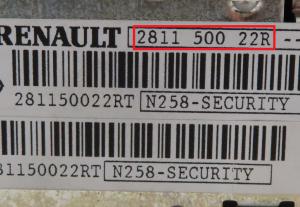 RENAULT 2811 500 22R --
281150022RT N258-SECURITY
81150022RT N258-SECURITY